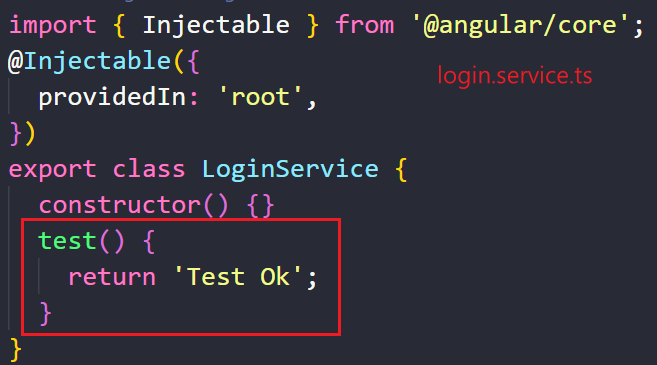 import { Injectable } from '@angular/core';
@Injectable({
login.service.ts
  providedIn: 'root',
})
export class LoginService {
  constructor() {}
  test() {
    return 'Test Ok';
  }
}